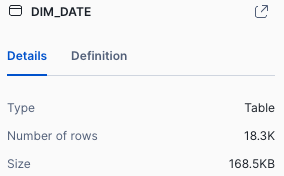 DIM_DATE
Details Definition
Type Table
Number of rows 18.3K
Size 168.5KB